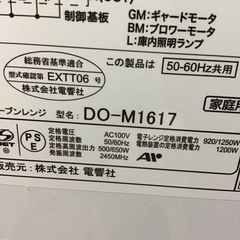 制御基板
GM:ギャードモータ
BM:ブロワーモータ
L:庫内照明ランプ
総務省基準適合
型式確認第 EXTT06 号
株式会社 電響社
この製品は 50-60Hz共用
家庭用
ーブンレンジ 型名: DO-M1617
PSE
定格電圧 AC100V
定格周波数 50/60Hz
定格高周波出力 500/650W
発振周波数 2450MHz
電子レンジ定格消費電力 920/1250W
電熱装置の定格消費電力 1200W
販売元: 株式会社 電響社